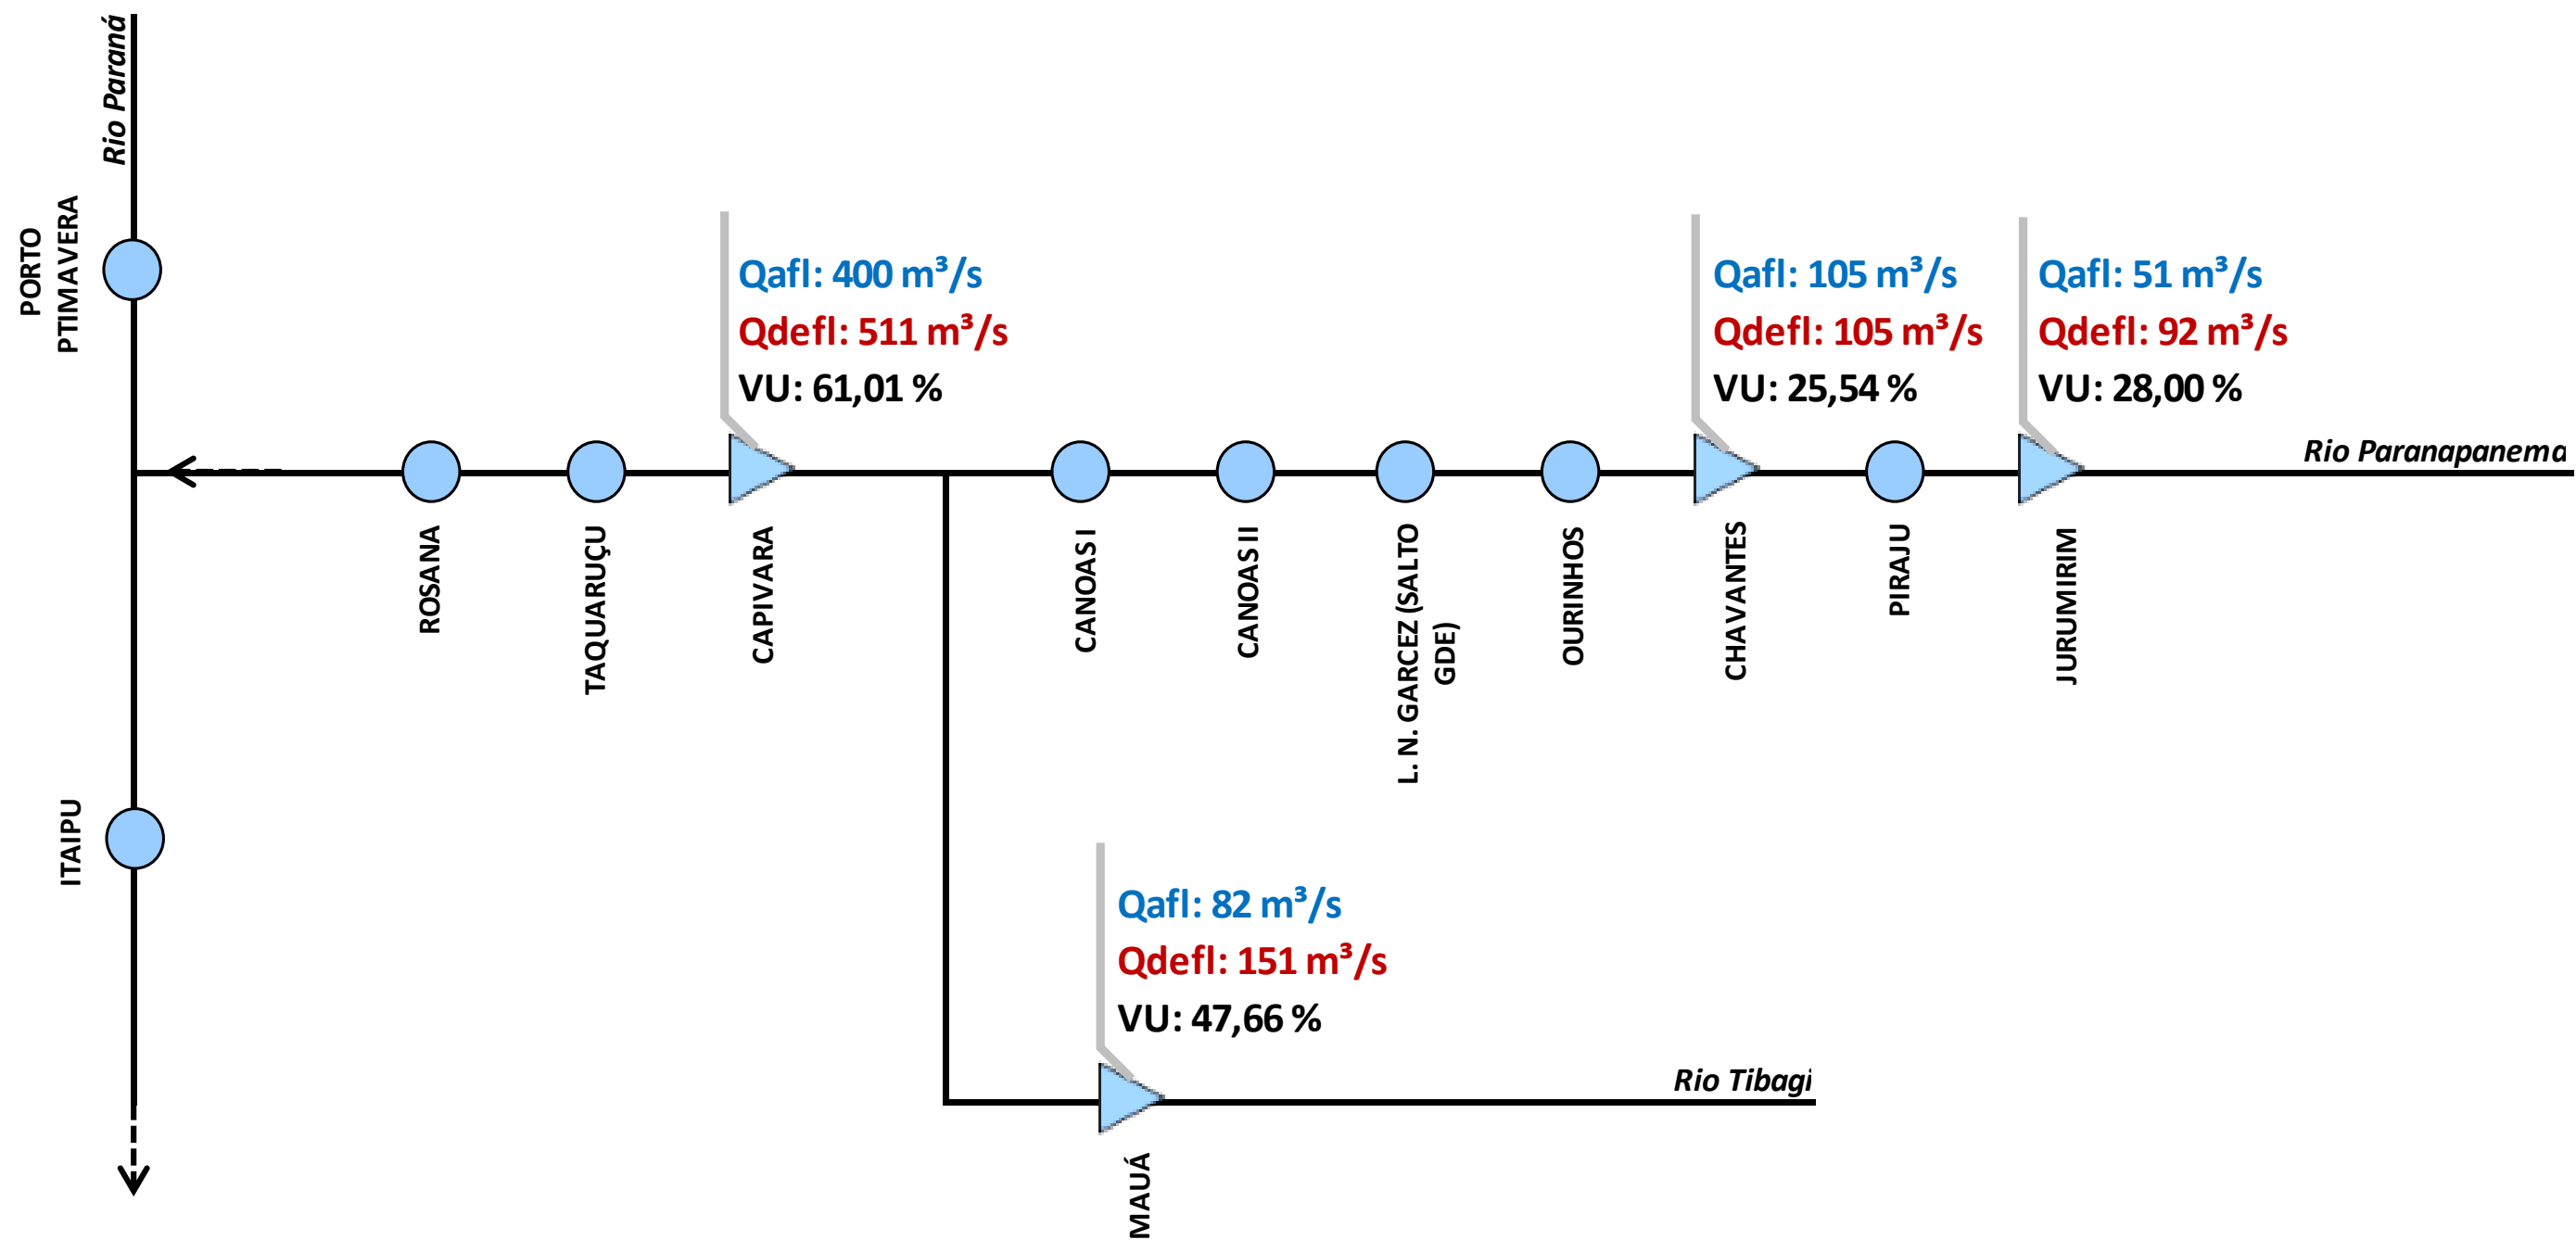 Rio Paraná
PORTO
PTIMAVERA
Qafl: 400 m³/s
Qdefl: 511 m³/s
VU: 61,01 %
Qafl: 105 m³/s
Qdefl: 105 m³/s
VU: 25,54 %
Qafl: 51 m³/s
Qdefl: 92 m³/s
VU: 28,00 %
Rio Paranapanema
ROSANA
TAQUARUÇU
CAPIVARA
CANOAS I
CANOAS II
L. N. GARCEZ (SALTO
GDE)
OURINHOS
CHAVANTES
PIRAJU
JURUMIRIM
ITAIPU
Qafl: 82 m³/s
Qdefl: 151 m³/s
VU: 47,66 %
Rio Tibagi
MAUÁ